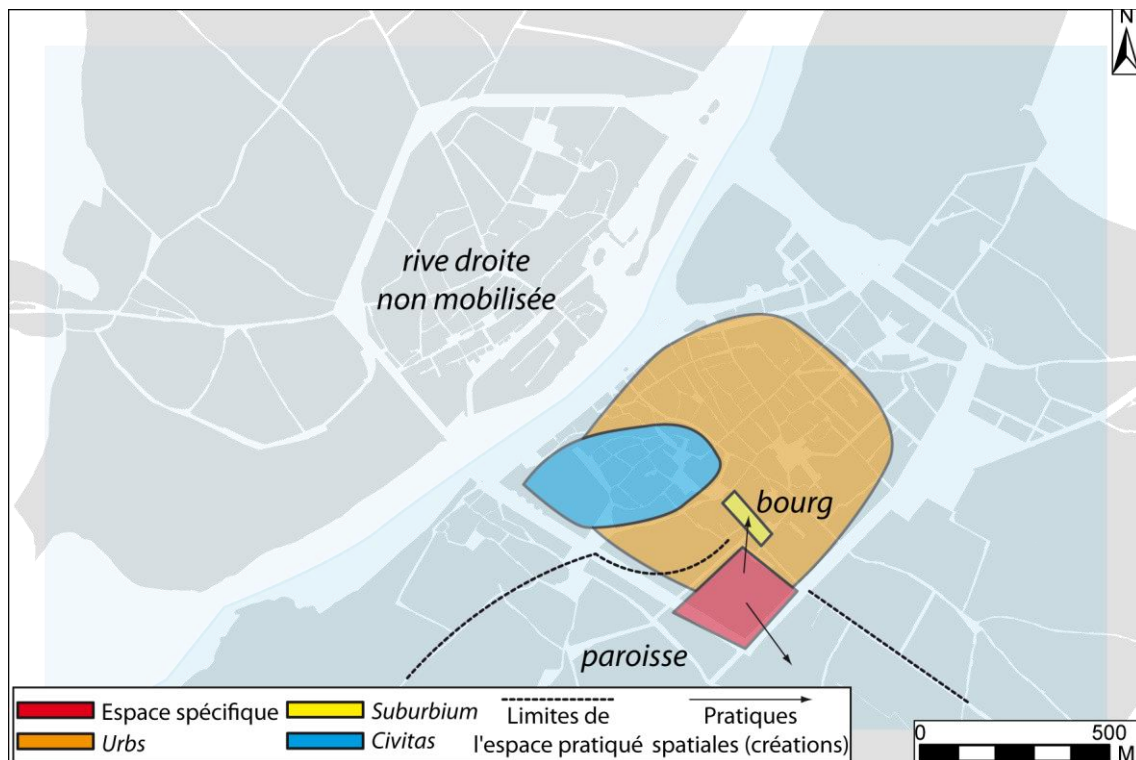 N
rive droite
non mobilisée
bourg
paroisse
Espace spécifique
Suburbium
Limites de
l'espace pratiqué
Pratiques
spatiales (créations)
Urbs
Civitas
0 500
M